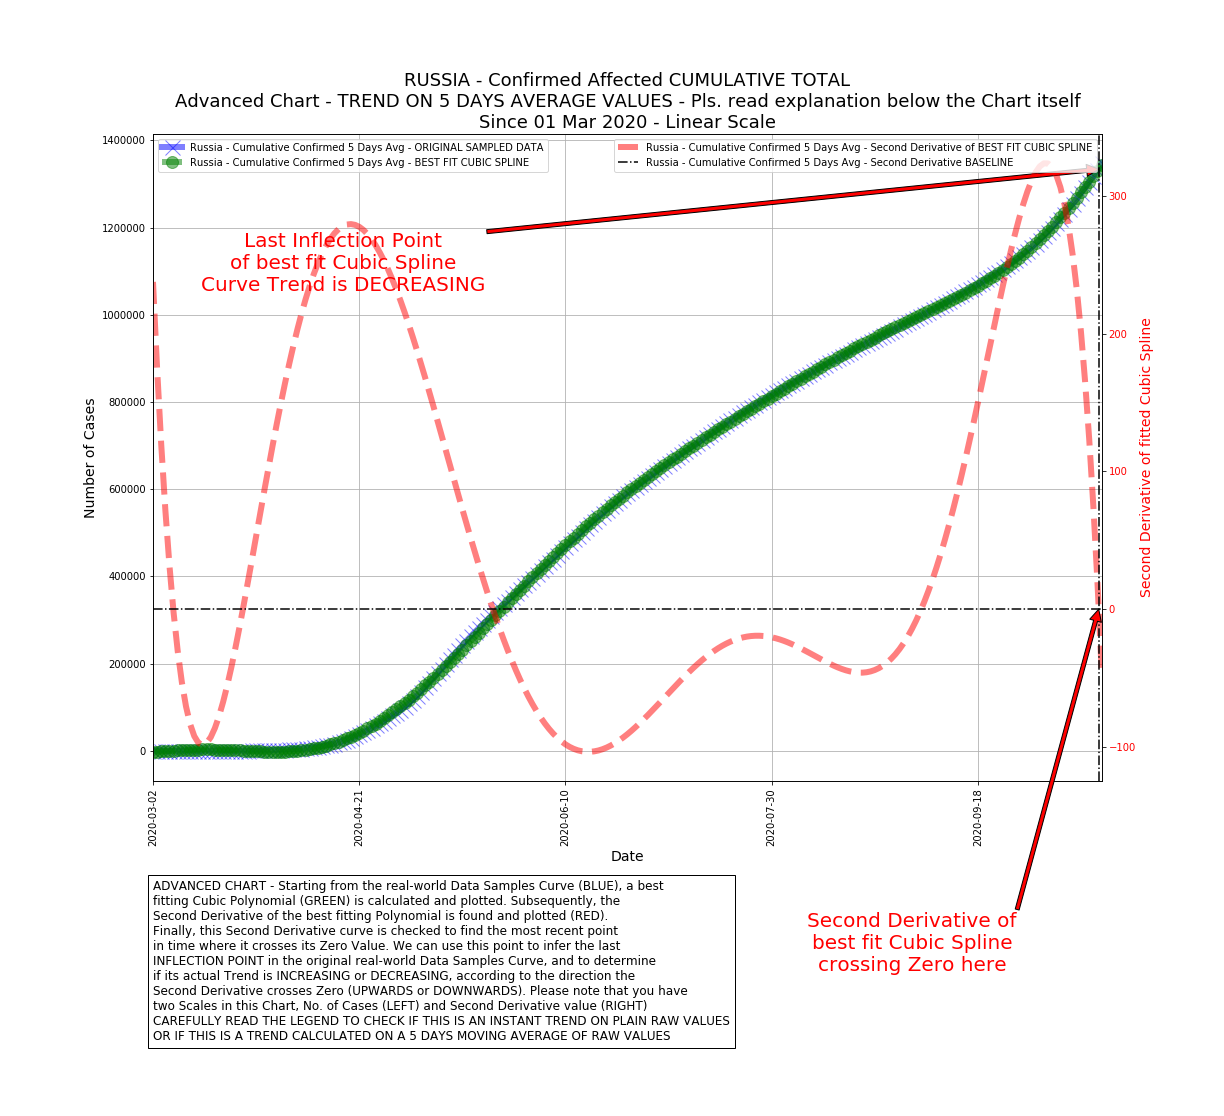 RUSSIA - Confirmed Affected CUMULATIVE TOTAL
Advanced Chart - TREND ON 5 DAYS AVERAGE VALUES - Pls. read explanation below the Chart itself
Since 01 Mar 2020 - Linear Scale
Russia - Cumulative Confirmed 5 Days Avg - ORIGINAL SAMPLED DATA
Russia - Cumulative Confirmed 5 Days Avg - BEST FIT CUBIC SPLINE
Russia - Cumulative Confirmed 5 Days Avg - Second Derivative of BEST FIT CUBIC SPLINE
Russia - Cumulative Confirmed 5 Days Avg - Second Derivative BASELINE
Last Inflection Point
of best fit Cubic Spline
Curve Trend is DECREASING
Number of Cases
1400000
1200000
1000000
800000
600000
400000
200000
0
300
200
100
0
−100
Second Derivative of fitted Cubic Spline
2020-03-02
2020-04-21
2020-06-10
2020-07-30
2020-09-18
Date
ADVANCED CHART - Starting from the real-world Data Samples Curve (BLUE), a best
fitting Cubic Polynomial (GREEN) is calculated and plotted. Subsequently, the
Second Derivative of the best fitting Polynomial is found and plotted (RED).
Finally, this Second Derivative curve is checked to find the most recent point
in time where it crosses its Zero Value. We can use this point to infer the last
INFLECTION POINT in the original real-world Data Samples Curve, and to determine
if its actual Trend is INCREASING or DECREASING, according to the direction the
Second Derivative crosses Zero (UPWARDS or DOWNWARDS). Please note that you have
two Scales in this Chart, No. of Cases (LEFT) and Second Derivative value (RIGHT)
CAREFULLY READ THE LEGEND TO CHECK IF THIS IS AN INSTANT TREND ON PLAIN RAW VALUES
OR IF THIS IS A TREND CALCULATED ON A 5 DAYS MOVING AVERAGE OF RAW VALUES
Second Derivative of
best fit Cubic Spline
crossing Zero here